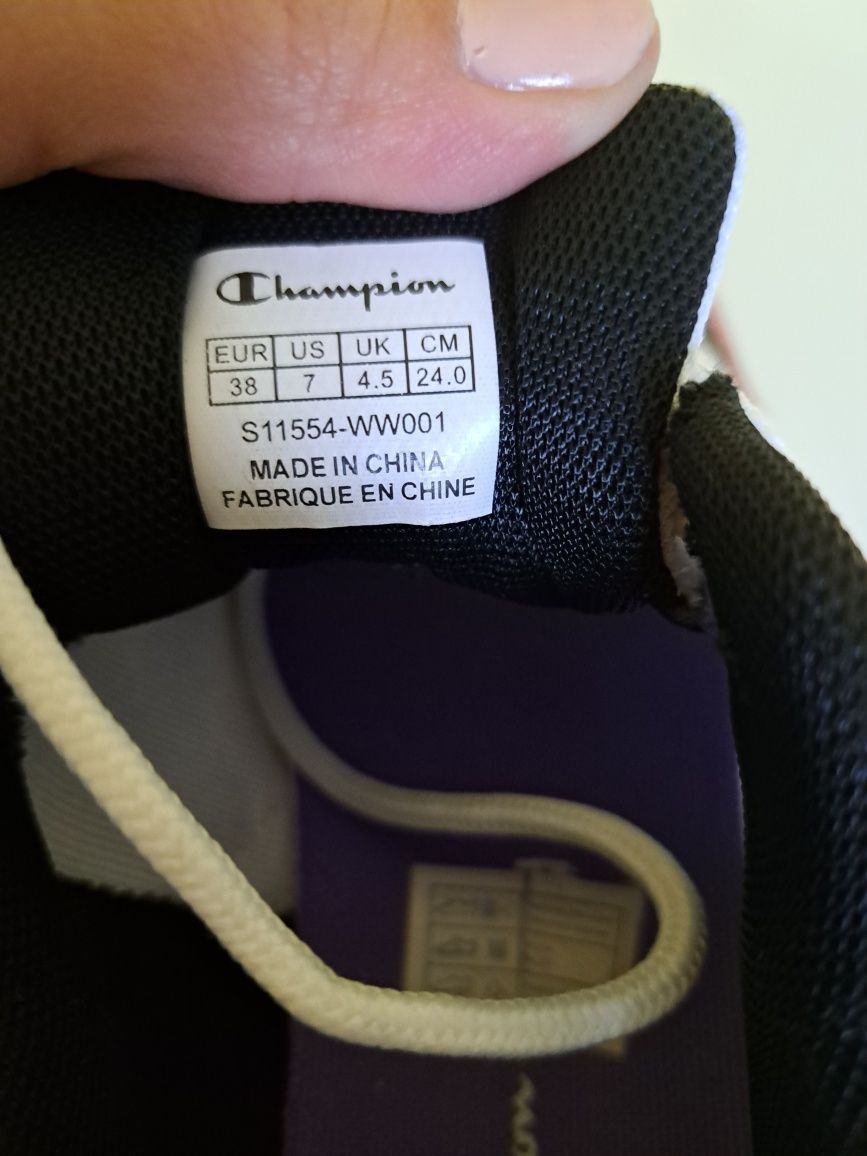 Champion
EUR US UK CM
38 7 4.5 24.0
S11554-WW001
MADE IN CHINA
FABRIQUE EN CHINE